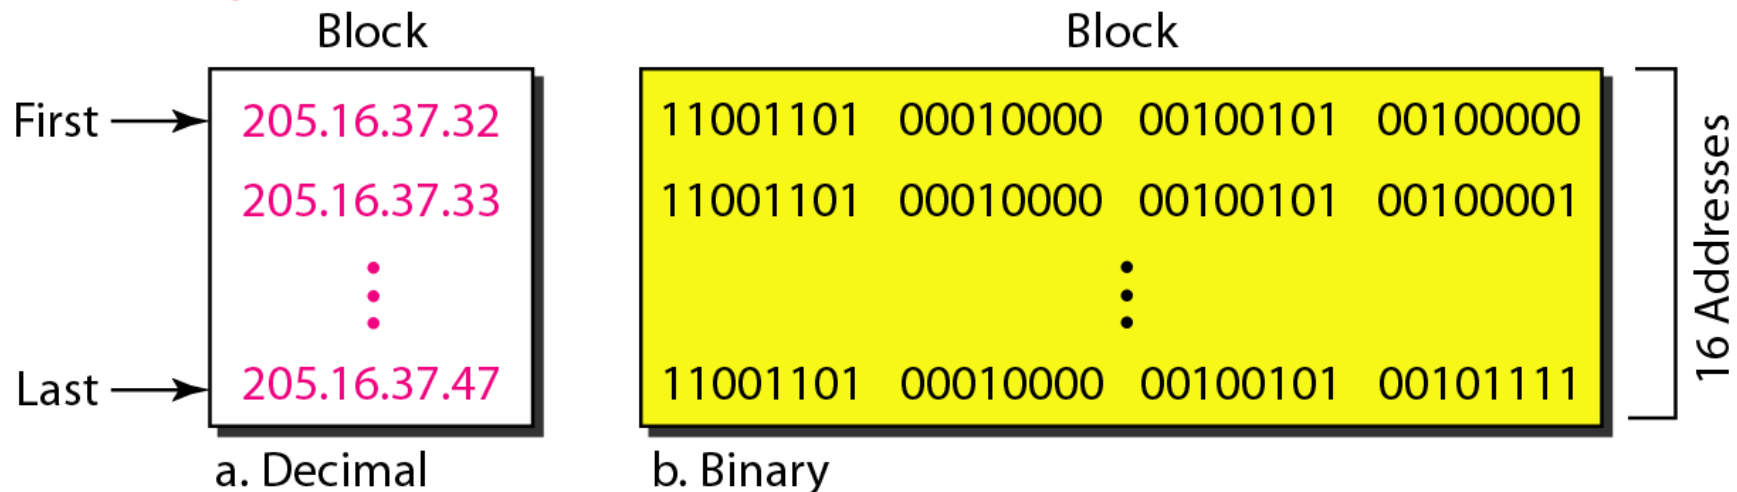 Block Block
First 205.16.37.32 11001101 00010000 00100101 00100000
205.16.37.33 11001101 00010000 00100101 00100001
Last 205.16.37.47 11001101 00010000 00100101 00101111
16 Addresses
a. Decimal b. Binary